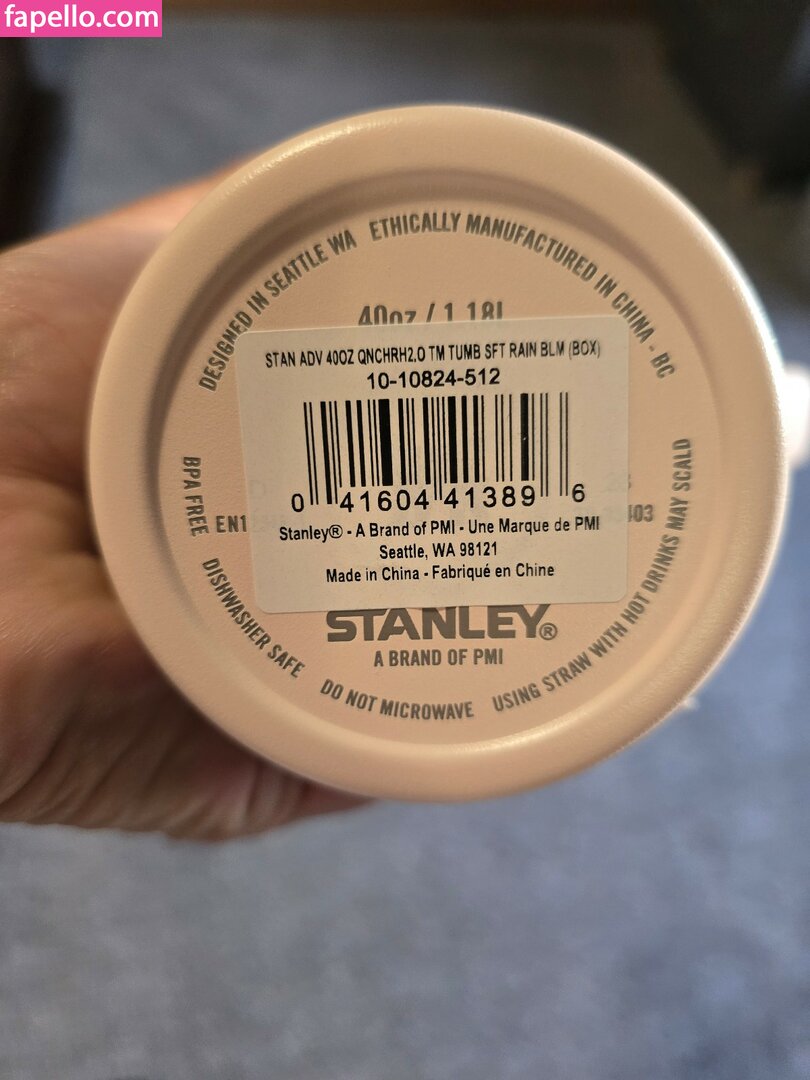 fapello.com
DESIGNED IN SEATTLE WA ETHICALLY MANUFACTURED IN CHINA - BC
40oz / 1.18L
STAN ADV 40OZ QNCHRH2.O TM TUMB SFT RAIN BLM (BOX)
10-10824-512
0 41604 41389 6
Stanley® - A Brand of PMI - Une Marque de PMI
Seattle, WA 98121
Made in China - Fabriqué en Chine
EN1
403
STANLEY®
A BRAND OF PMI
BPA FREE
DISHWASHER SAFE
DO NOT MICROWAVE
USING STRAW WITH HOT DRINKS MAY SCALD